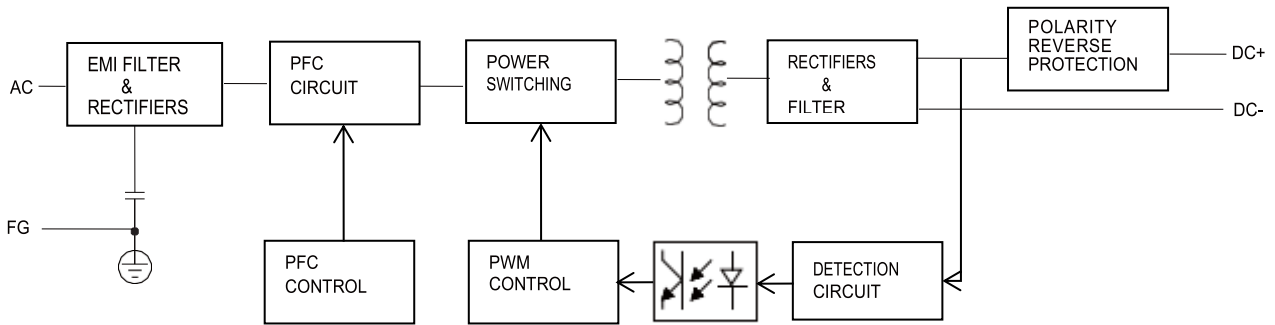 AC
EMI FILTER
&
RECTIFIERS
PFC
CIRCUIT
POWER
SWITCHING
RECTIFIERS
&
FILTER
POLARITY
REVERSE
PROTECTION
DC+
DC-
FG
PFC
CONTROL
PWM
CONTROL
DETECTION
CIRCUIT